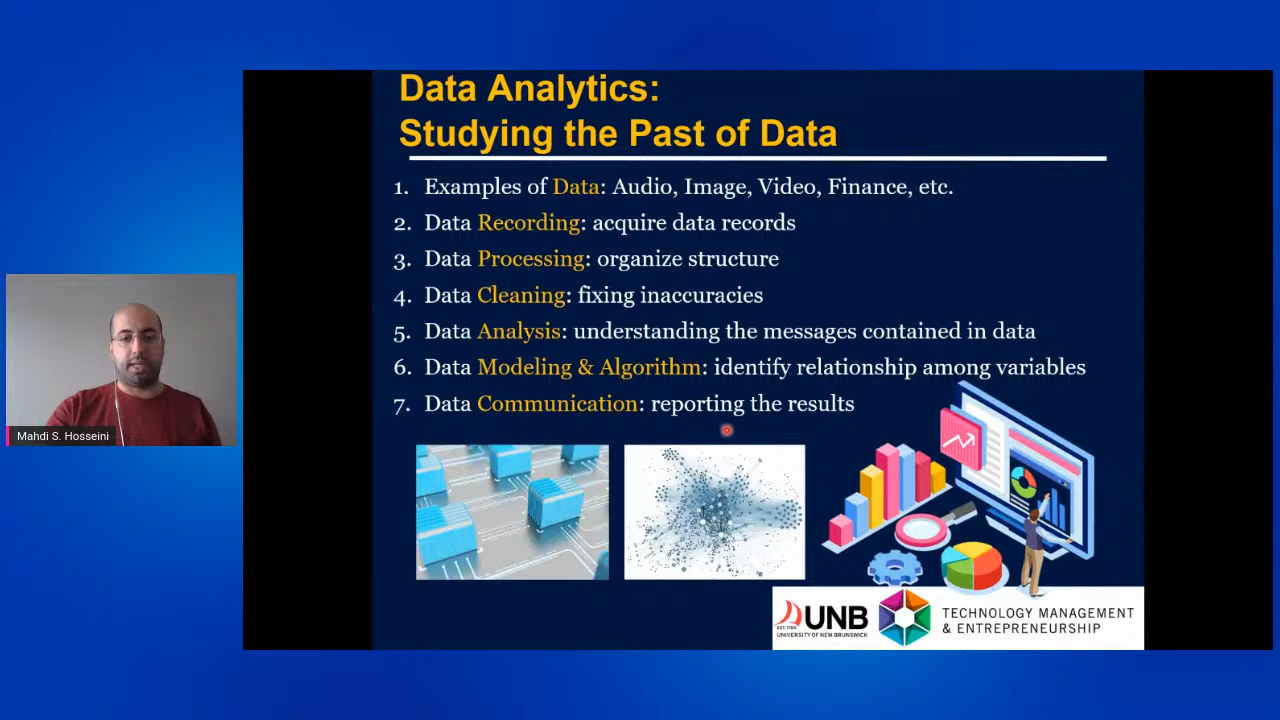 Data Analytics:
Studying the Past of Data
1. Examples of Data: Audio, Image, Video, Finance, etc.
2. Data Recording: acquire data records
3. Data Processing: organize structure
4. Data Cleaning: fixing inaccuracies
5. Data Analysis: understanding the messages contained in data
6. Data Modeling & Algorithm: identify relationship among variables
7. Data Communication: reporting the results
Mahdi S. Hosseini
EST. 1785
UNB
UNIVERSITY OF NEW BRUNSWICK
TECHNOLOGY MANAGEMENT
& ENTREPRENEURSHIP